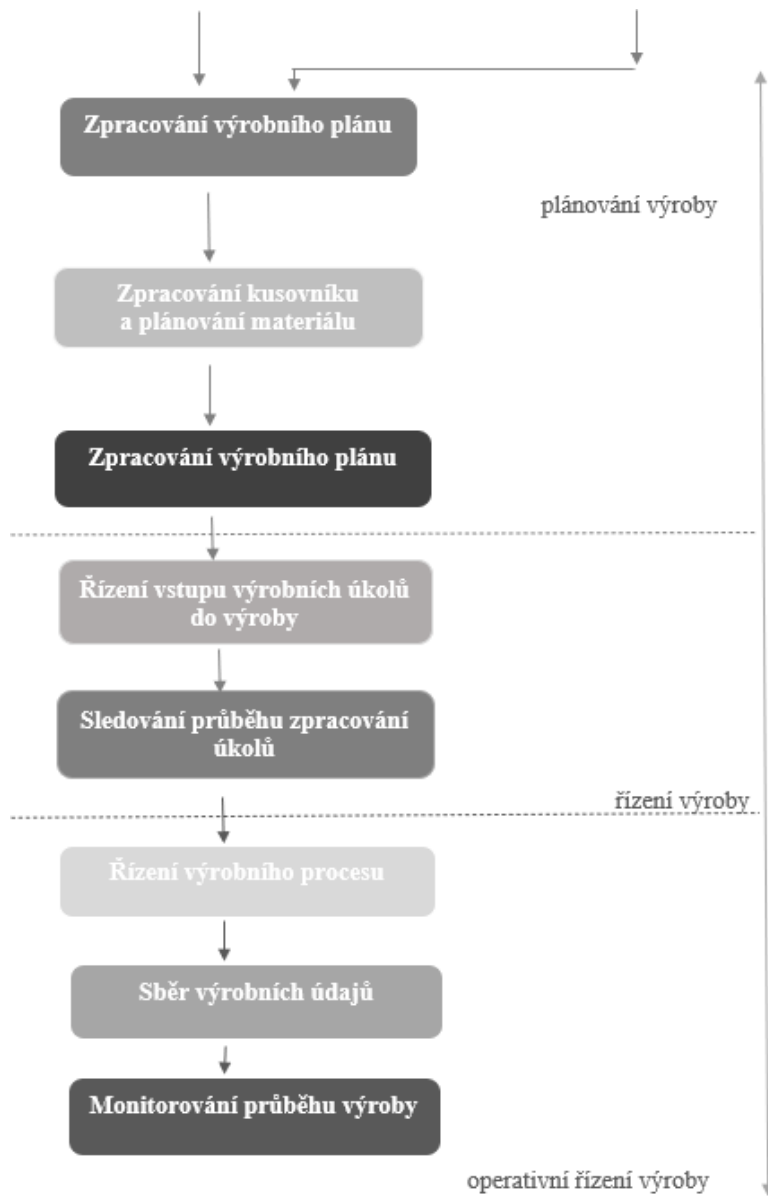 Zpracování výrobního plánu
plánování výroby
Zpracování kusovníku
a plánování materiálu
Zpracování výrobního plánu
Řízení vstupu výrobních úkolů
do výroby
Sledování průběhu zpracování
úkolů
řízení výroby
Řízení výrobního procesu
Sběr výrobních údajů
Monitorování průběhu výroby
operativní řízení výroby